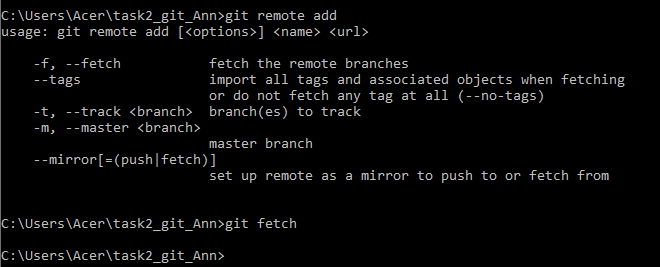 C:\Users\Acer\task2_git_Ann>git remote add
usage: git remote add [<options>] <name> <url>
-f, --fetch fetch the remote branches
--tags import all tags and associated objects when fetching
or do not fetch any tag at all (--no-tags)
-t, --track <branch> branch(es) to track
-m, --master <branch>
master branch
--mirror[=(push|fetch)]
set up remote as a mirror to push to or fetch from
C:\Users\Acer\task2_git_Ann>git fetch
C:\Users\Acer\task2_git_Ann>